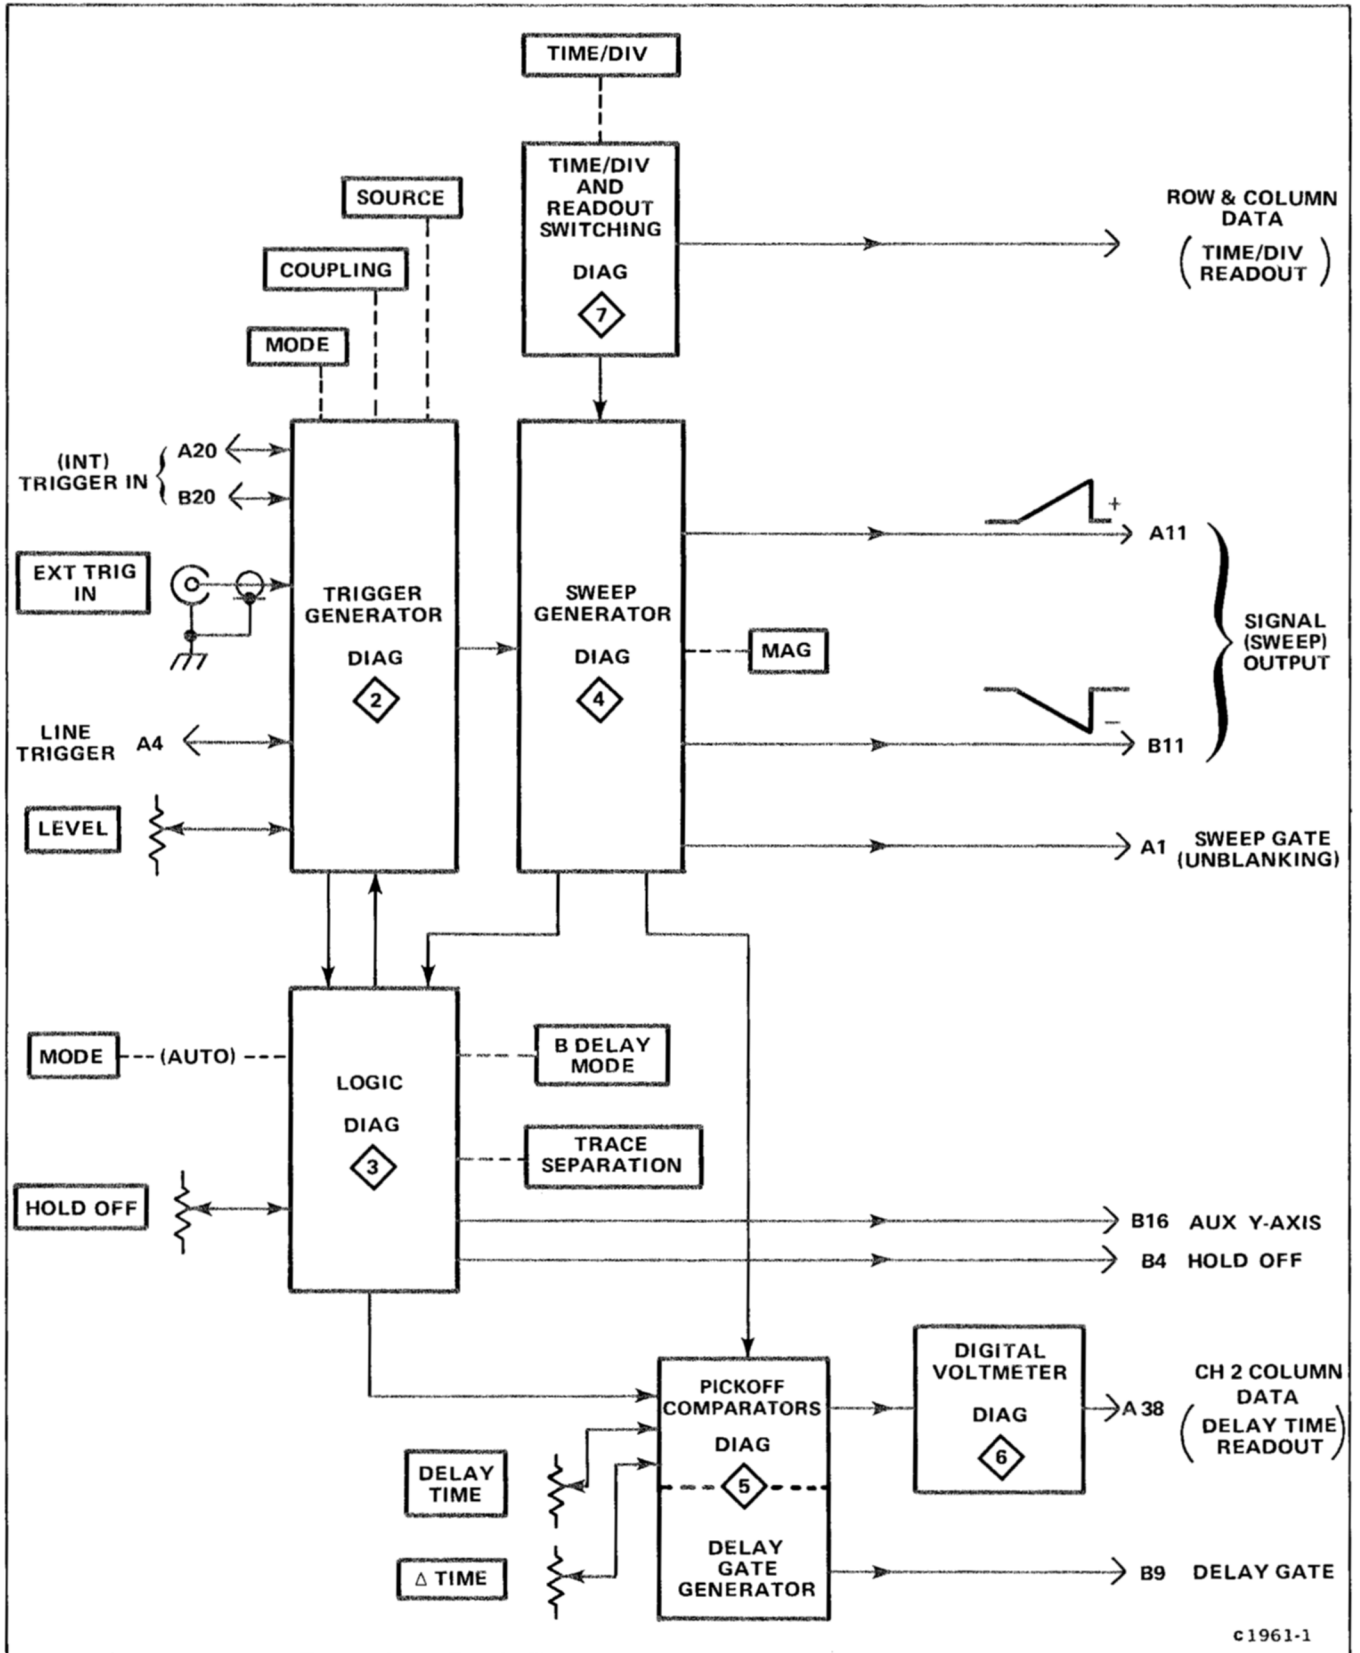 TIME/DIV
TIME/DIV
AND
READOUT
SWITCHING
DIAG
7
ROW & COLUMN
DATA
TIME/DIV
READOUT
SOURCE
COUPLING
MODE
(INT)
TRIGGER IN
A20
B20
EXT TRIG
IN
LINE
TRIGGER
A4
LEVEL
TRIGGER
GENERATOR
DIAG
2
SWEEP
GENERATOR
DIAG
4
MAG
+
A11
−
B11
SIGNAL
(SWEEP)
OUTPUT
A1
SWEEP GATE
(UNBLANKING)
MODE
(AUTO)
HOLD OFF
LOGIC
DIAG
3
B DELAY
MODE
TRACE
SEPARATION
B16 AUX Y-AXIS
B4 HOLD OFF
DELAY
TIME
Δ TIME
PICKOFF
COMPARATORS
DIAG
5
DELAY
GATE
GENERATOR
DIGITAL
VOLTMETER
DIAG
6
A38
CH 2 COLUMN
DATA
DELAY TIME
READOUT
B9 DELAY GATE
C1961-1